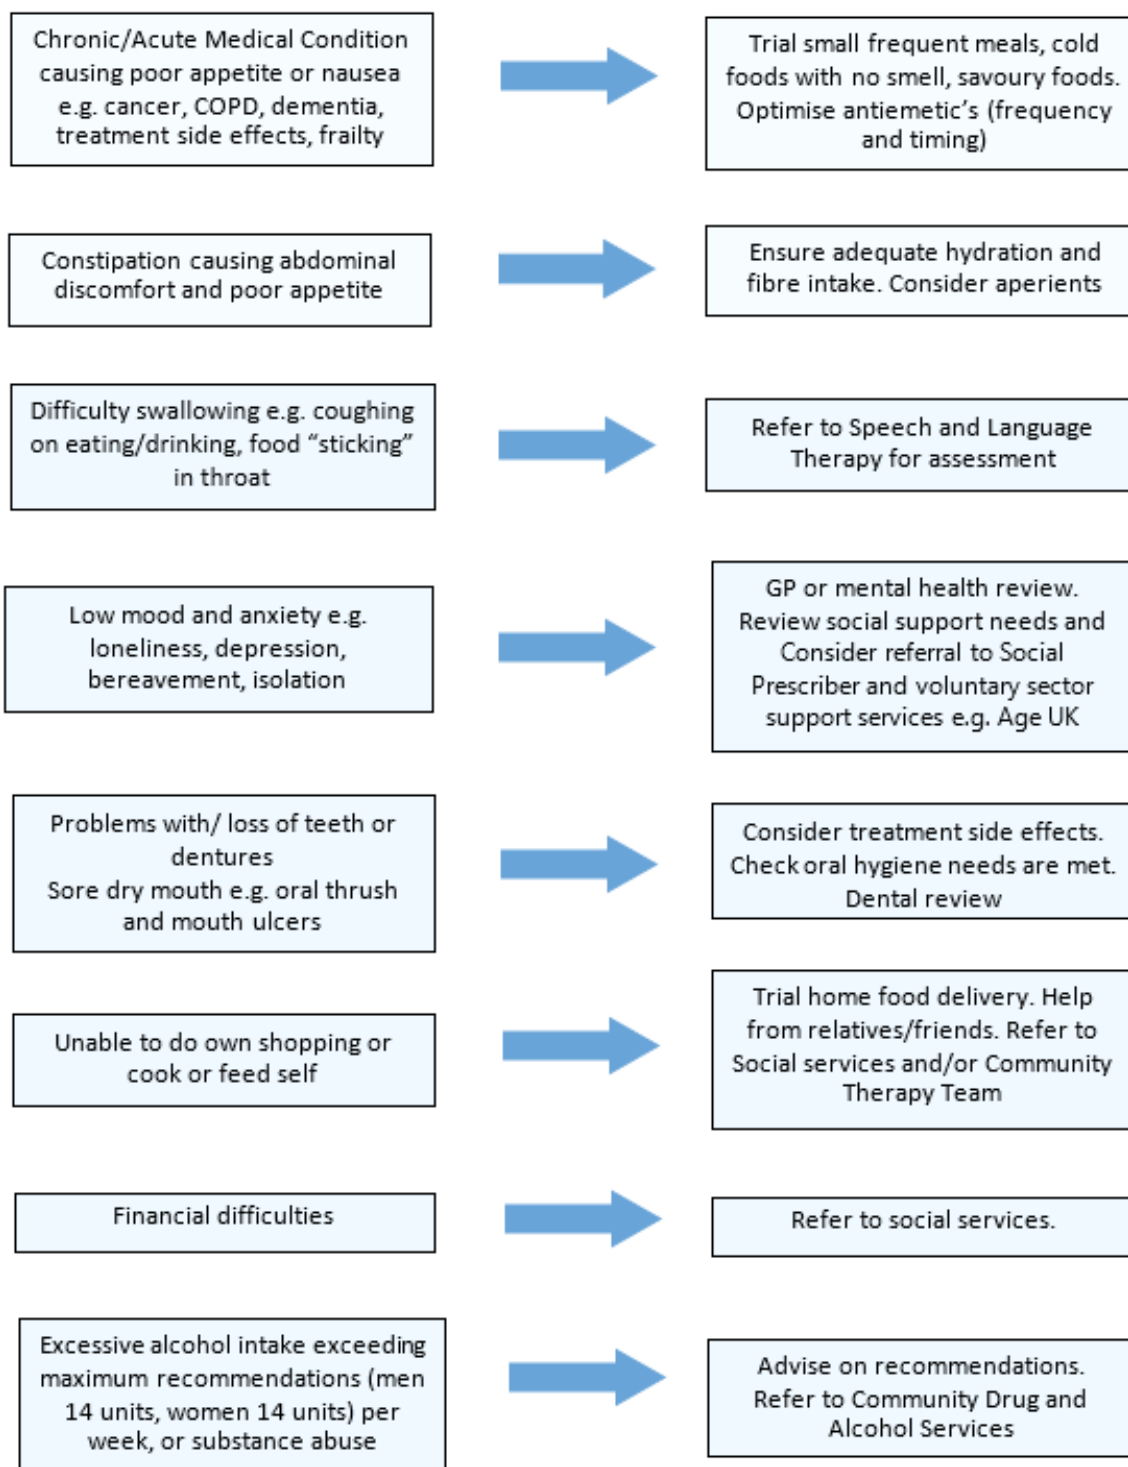 Chronic/Acute Medical Condition
causing poor appetite or nausea
e.g. cancer, COPD, dementia,
treatment side effects, frailty
Trial small frequent meals, cold
foods with no smell, savoury foods.
Optimise antiemetic's (frequency
and timing)
Constipation causing abdominal
discomfort and poor appetite
Ensure adequate hydration and
fibre intake. Consider aperients
Difficulty swallowing e.g. coughing
on eating/drinking, food “sticking”
in throat
Refer to Speech and Language
Therapy for assessment
Low mood and anxiety e.g.
loneliness, depression,
bereavement, isolation
GP or mental health review.
Review social support needs and
Consider referral to Social
Prescriber and voluntary sector
support services e.g. Age UK
Problems with/ loss of teeth or
dentures
Sore dry mouth e.g. oral thrush
and mouth ulcers
Consider treatment side effects.
Check oral hygiene needs are met.
Dental review
Unable to do own shopping or
cook or feed self
Trial home food delivery. Help
from relatives/friends. Refer to
Social services and/or Community
Therapy Team
Financial difficulties
Refer to social services.
Excessive alcohol intake exceeding
maximum recommendations (men
14 units, women 14 units) per
week, or substance abuse
Advise on recommendations.
Refer to Community Drug and
Alcohol Services